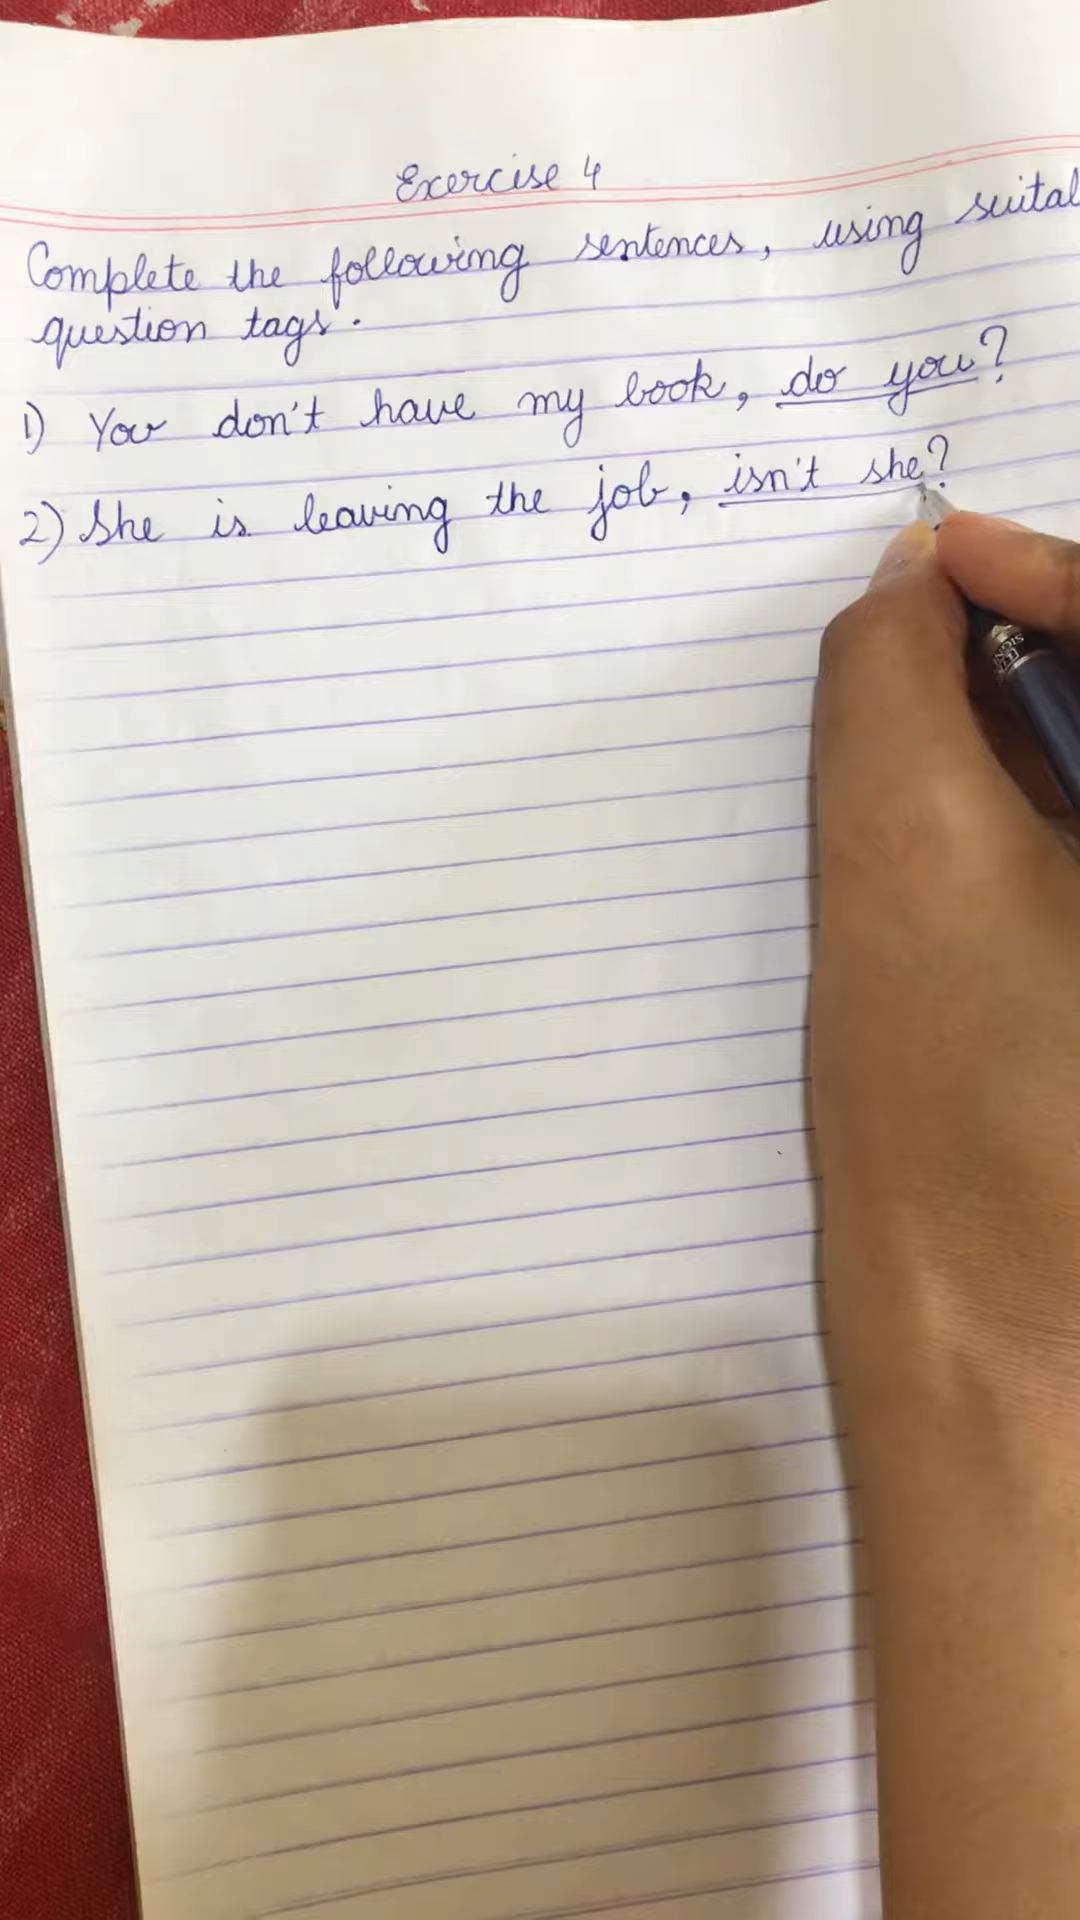 Exercise 4
Complete the following sentences, using
question tags.
1) You don't have my book, do you?
2) She is leaving the job, isn't she?